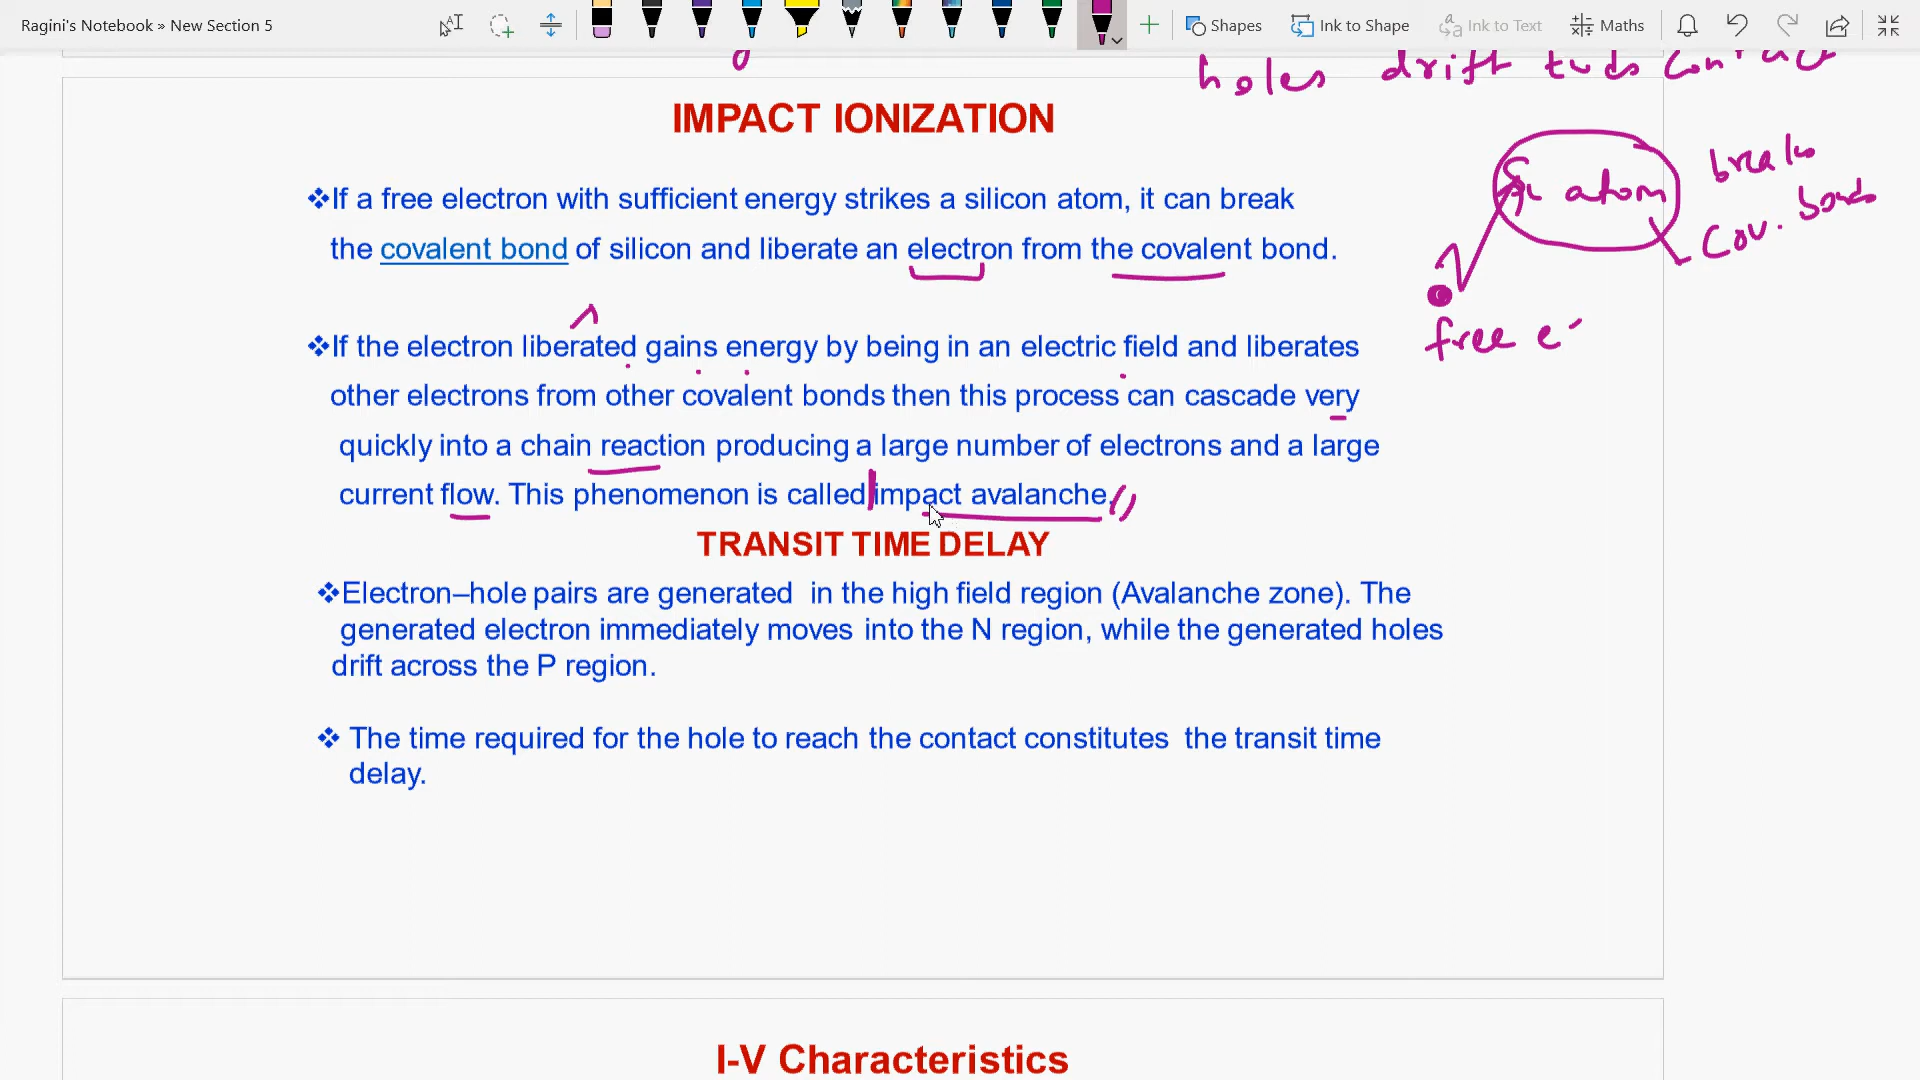 Ragini's Notebook » New Section 5
Shapes
Ink to Shape
Ink to Text
Maths
holes drift twds contact
IMPACT IONIZATION
❖If a free electron with sufficient energy strikes a silicon atom, it can break
the covalent bond of silicon and liberate an electron from the covalent bond.
Si atom
breaks
Cov. bonds
free e-
❖If the electron liberated gains energy by being in an electric field and liberates
other electrons from other covalent bonds then this process can cascade very
quickly into a chain reaction producing a large number of electrons and a large
current flow. This phenomenon is called impact avalanche.
TRANSIT TIME DELAY
❖Electron–hole pairs are generated in the high field region (Avalanche zone). The
generated electron immediately moves into the N region, while the generated holes
drift across the P region.
❖ The time required for the hole to reach the contact constitutes the transit time
delay.
I-V Characteristics